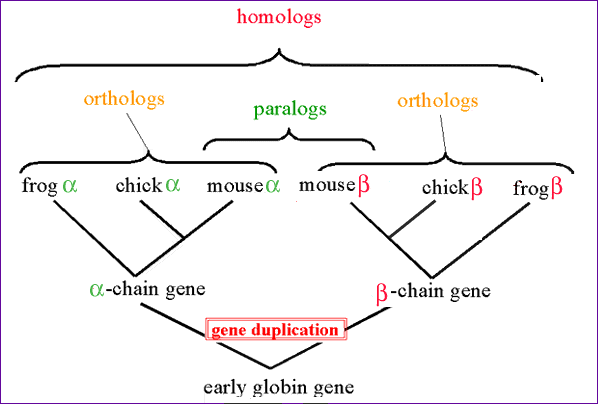 homologs
orthologs
paralogs
orthologs
frog α chick α mouse α mouse β chick β frog β
α-chain gene
β-chain gene
gene duplication
early globin gene